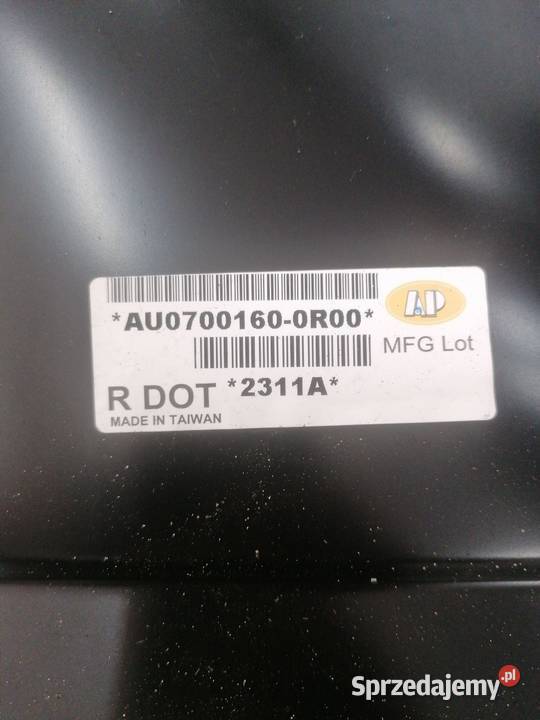 *AU0700160-0R00*
AP
MFG Lot
R DOT *2311A*
MADE IN TAIWAN
Sprzedajemy.pl